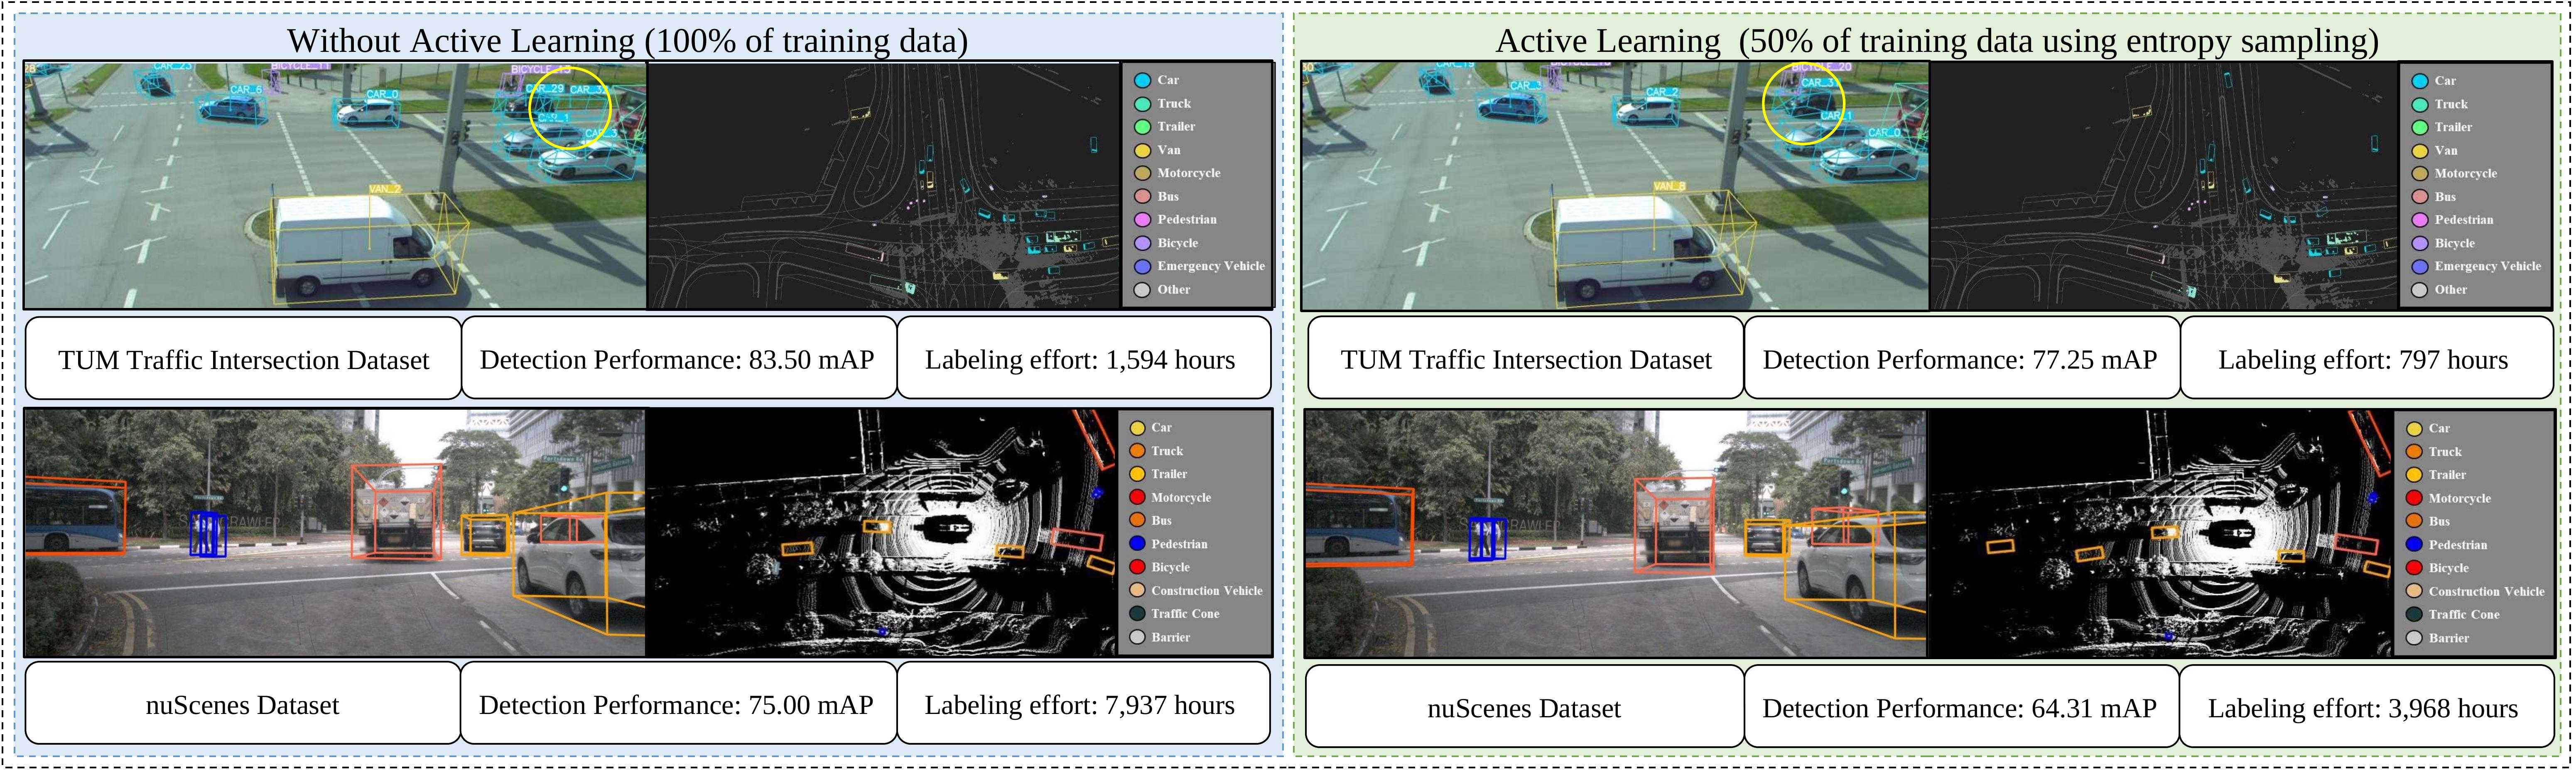 Without Active Learning (100% of training data)
CAR_23
BICYCLE_11
CAR_6
CAR_0
CAR_29
CAR_1
CAR_3
VAN_2
Car
Truck
Trailer
Van
Motorcycle
Bus
Pedestrian
Bicycle
Emergency Vehicle
Other
TUM Traffic Intersection Dataset
Detection Performance: 83.50 mAP
Labeling effort: 1,594 hours
Car
Truck
Trailer
Motorcycle
Bus
Pedestrian
Bicycle
Construction Vehicle
Traffic Cone
Barrier
nuScenes Dataset
Detection Performance: 75.00 mAP
Labeling effort: 7,937 hours
Active Learning (50% of training data using entropy sampling)
30
BICYCLE_20
CAR_3
CAR_2
CAR_1
CAR_0
VAN_8
Car
Truck
Trailer
Van
Motorcycle
Bus
Pedestrian
Bicycle
Emergency Vehicle
Other
TUM Traffic Intersection Dataset
Detection Performance: 77.25 mAP
Labeling effort: 797 hours
Car
Truck
Trailer
Motorcycle
Bus
Pedestrian
Bicycle
Construction Vehicle
Traffic Cone
Barrier
nuScenes Dataset
Detection Performance: 64.31 mAP
Labeling effort: 3,968 hours